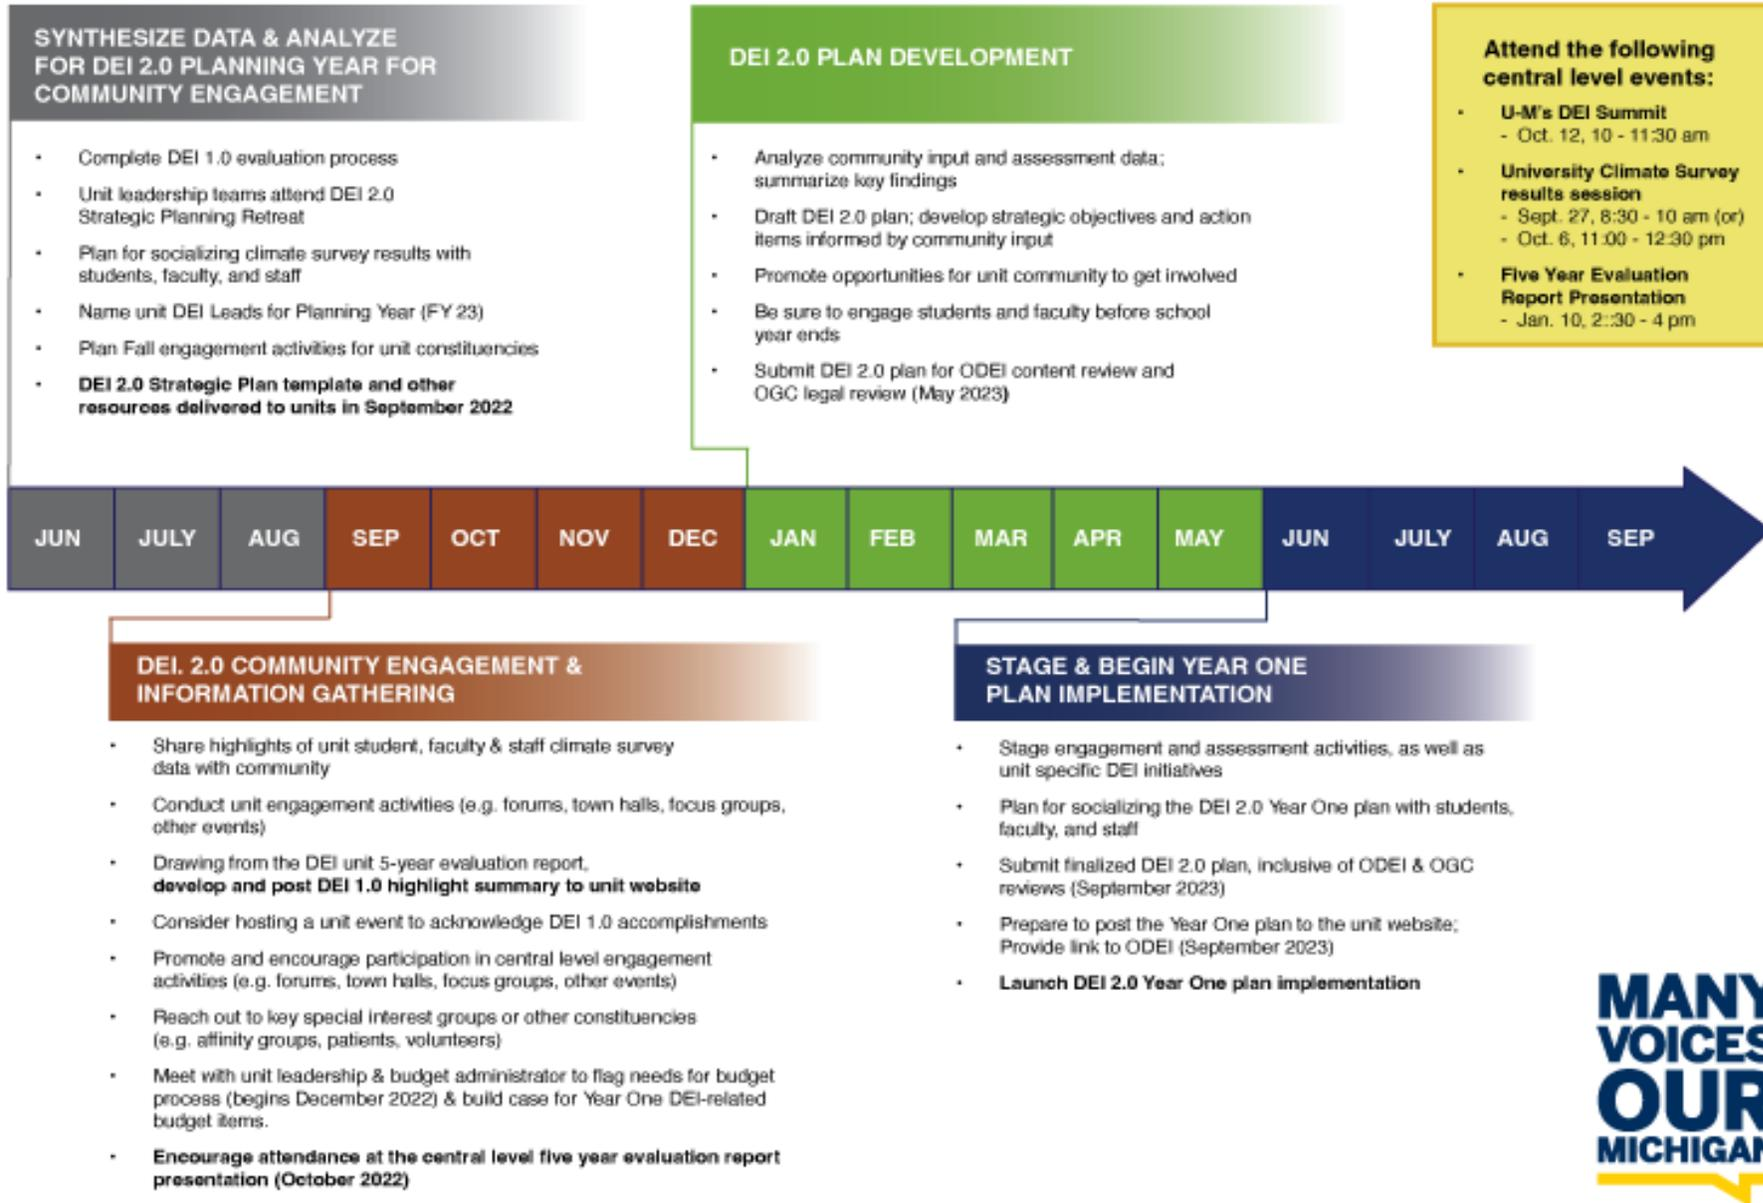 SYNTHESIZE DATA & ANALYZE
FOR DEI 2.0 PLANNING YEAR FOR
COMMUNITY ENGAGEMENT
• Complete DEI 1.0 evaluation process
• Unit leadership teams attend DEI 2.0
Strategic Planning Retreat
• Plan for socializing climate survey results with
students, faculty, and staff
• Name unit DEI Leads for Planning Year (FY 23)
• Plan Fall engagement activities for unit constituencies
• DEI 2.0 Strategic Plan template and other
resources delivered to units in September 2022
DEI 2.0 PLAN DEVELOPMENT
• Analyze community input and assessment data;
summarize key findings
• Draft DEI 2.0 plan; develop strategic objectives and action
items informed by community input
• Promote opportunities for unit community to get involved
• Be sure to engage students and faculty before school
year ends
• Submit DEI 2.0 plan for ODEI content review and
OGC legal review (May 2023)
Attend the following
central level events:
• U-M's DEI Summit
- Oct. 12, 10 - 11:30 am
• University Climate Survey
results session
- Sept. 27, 8:30 - 10 am (or)
- Oct. 6, 11:00 - 12:30 pm
• Five Year Evaluation
Report Presentation
- Jan. 10, 2::30 - 4 pm
JUN JULY AUG SEP OCT NOV DEC JAN FEB MAR APR MAY JUN JULY AUG SEP
DEI. 2.0 COMMUNITY ENGAGEMENT &
INFORMATION GATHERING
• Share highlights of unit student, faculty & staff climate survey
data with community
• Conduct unit engagement activities (e.g. forums, town halls, focus groups,
other events)
• Drawing from the DEI unit 5-year evaluation report,
develop and post DEI 1.0 highlight summary to unit website
• Consider hosting a unit event to acknowledge DEI 1.0 accomplishments
• Promote and encourage participation in central level engagement
activities (e.g. forums, town halls, focus groups, other events)
• Reach out to key special interest groups or other constituencies
(e.g. affinity groups, patients, volunteers)
• Meet with unit leadership & budget administrator to flag needs for budget
process (begins December 2022) & build case for Year One DEI-related
budget items.
• Encourage attendance at the central level five year evaluation report
presentation (October 2022)
STAGE & BEGIN YEAR ONE
PLAN IMPLEMENTATION
• Stage engagement and assessment activities, as well as
unit specific DEI initiatives
• Plan for socializing the DEI 2.0 Year One plan with students,
faculty, and staff
• Submit finalized DEI 2.0 plan, inclusive of ODEI & OGC
reviews (September 2023)
• Prepare to post the Year One plan to the unit website;
Provide link to ODEI (September 2023)
• Launch DEI 2.0 Year One plan implementation
MANY
VOICES
OUR
MICHIGAN